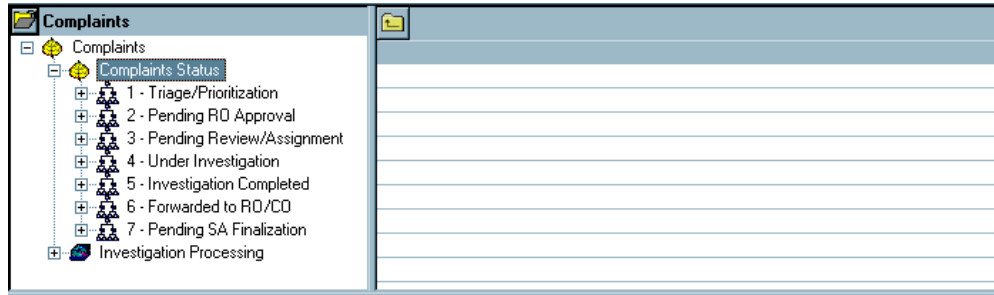 Complaints
Complaints
Complaints Status
1 - Triage/Prioritization
2 - Pending RO Approval
3 - Pending Review/Assignment
4 - Under Investigation
5 - Investigation Completed
6 - Forwarded to RO/CO
7 - Pending SA Finalization
Investigation Processing